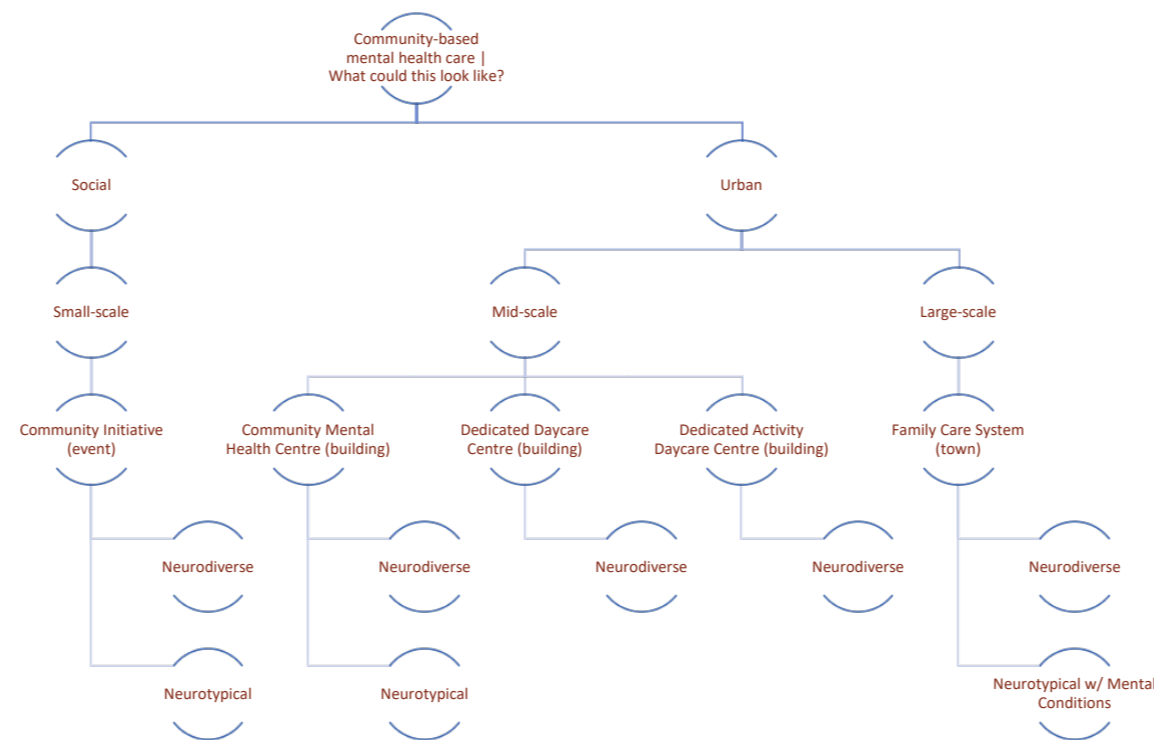 Community-based
mental health care |
What could this look like?
Social
Urban
Small-scale
Mid-scale
Large-scale
Community Initiative
(event)
Community Mental
Health Centre (building)
Dedicated Daycare
Centre (building)
Dedicated Activity
Daycare Centre (building)
Family Care System
(town)
Neurodiverse
Neurodiverse
Neurodiverse
Neurodiverse
Neurodiverse
Neurotypical
Neurotypical
Neurotypical w/ Mental
Conditions